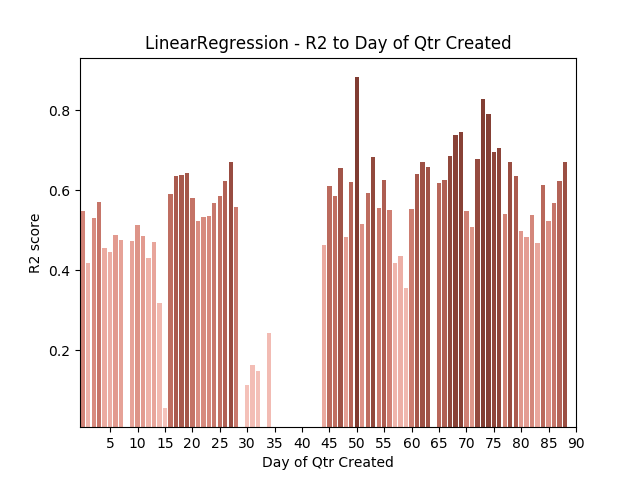 LinearRegression - R2 to Day of Qtr Created
R2 score
0.8
0.6
0.4
0.2
5 10 15 20 25 30 35 40 45 50 55 60 65 70 75 80 85 90
Day of Qtr Created